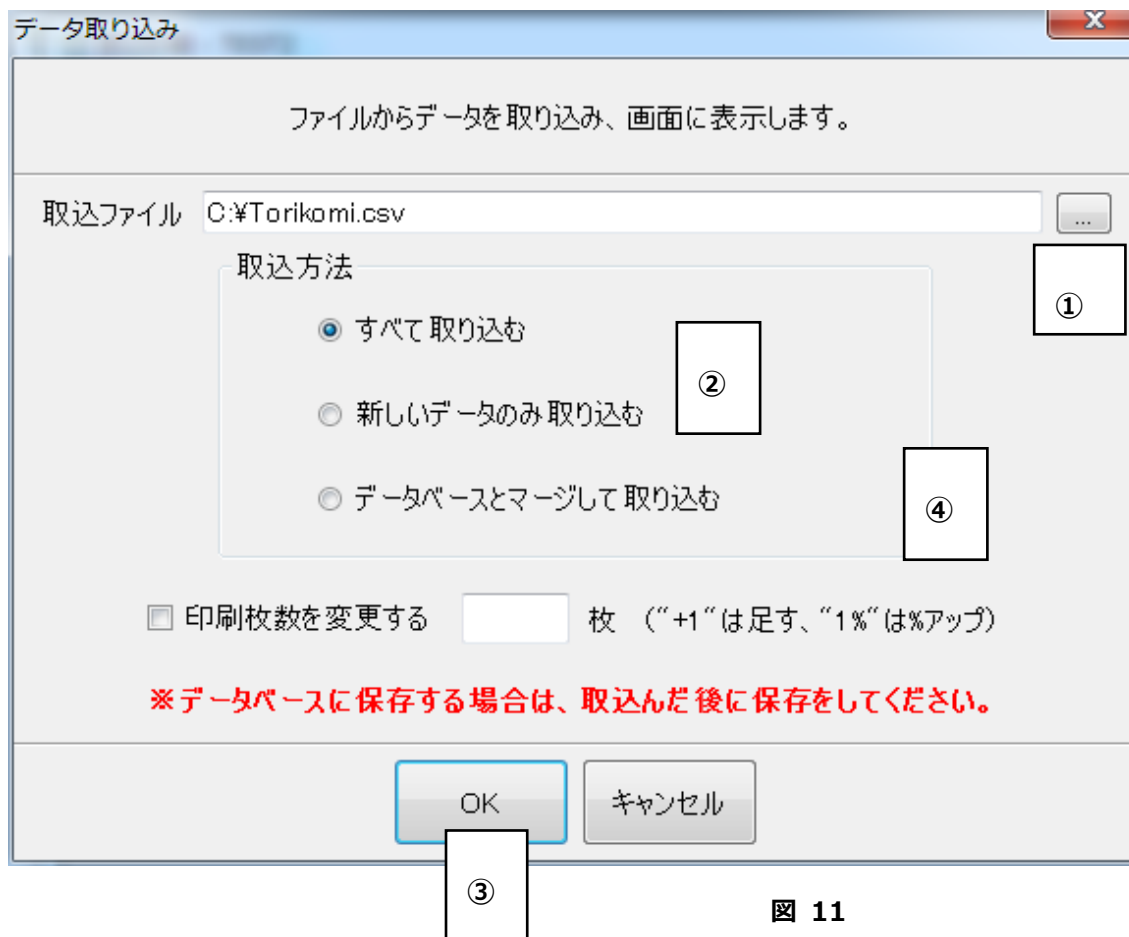 データ取り込み
x
ファイルからデータを取り込み、画面に表示します。
取込ファイル C:¥Torikomi.csv ...
①
取込方法
すべて取り込む
②
新しいデータのみ取り込む
データベースとマージして取り込む
④
印刷枚数を変更する 枚 ("+1"は足す、"1%"は%アップ)
※データベースに保存する場合は、取込んだ後に保存をしてください。
OK キャンセル
③
図 11